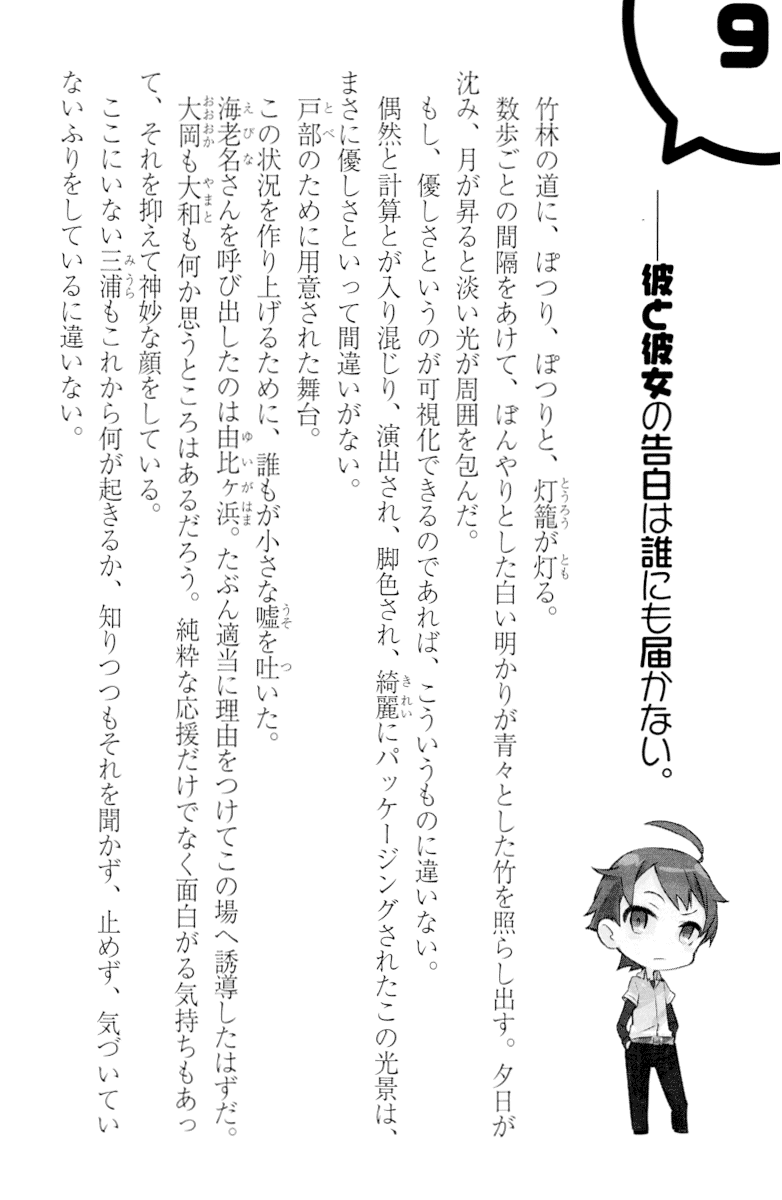 9
――彼と彼女の告白は誰にも届かない。
竹林の道に、ぽつり、ぽつりと、灯籠が灯る。
数歩ごとの間隔をあけて、ぼんやりとした白い明かりが青々とした竹を照らし出す。夕日が
沈み、月が昇ると淡い光が周囲を包んだ。
もし、優しさというのが可視化できるのであれば、こういうものに違いない。
偶然と計算とが入り混じり、演出され、脚色され、綺麗にパッケージングされたこの光景は、
まさに優しさといって間違いがない。
戸部のために用意された舞台。
この状況を作り上げるために、誰もが小さな嘘を吐いた。
海老名さんを呼び出したのは由比ヶ浜。たぶん適当に理由をつけてこの場へ誘導したはずだ。
大岡も大和も何か思うところはあるだろう。純粋な応援だけでなく面白がる気持ちもあっ
て、それを抑えて神妙な顔をしている。
ここにいない三浦もこれから何が起きるか、知りつつもそれを聞かず、止めず、気づいてい
ないふりをしているに違いない。